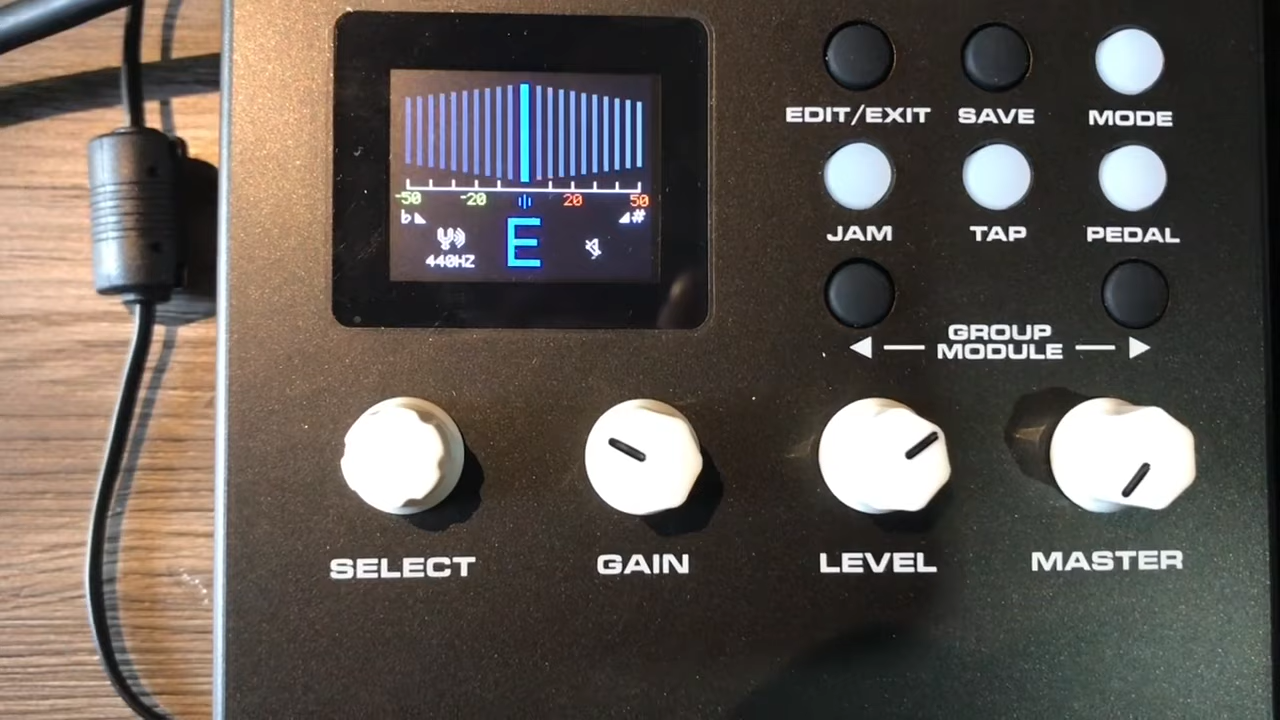 -50 -20 20 50
♭ #
440HZ E
EDIT/EXIT SAVE MODE
JAM TAP PEDAL
GROUP
MODULE
SELECT GAIN LEVEL MASTER